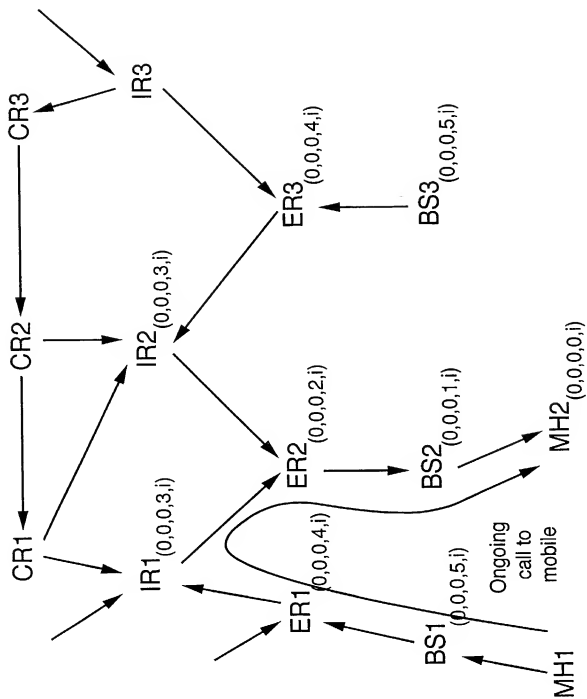 CR1
CR2
CR3
IR1(0,0,0,3,i)
IR2(0,0,0,3,i)
IR3
ER1(0,0,0,4,i)
ER2(0,0,0,2,i)
ER3(0,0,0,4,i)
BS1(0,0,0,5,i)
BS2(0,0,0,1,i)
BS3(0,0,0,5,i)
Ongoing
call to
mobile
MH1
MH2(0,0,0,0,i)